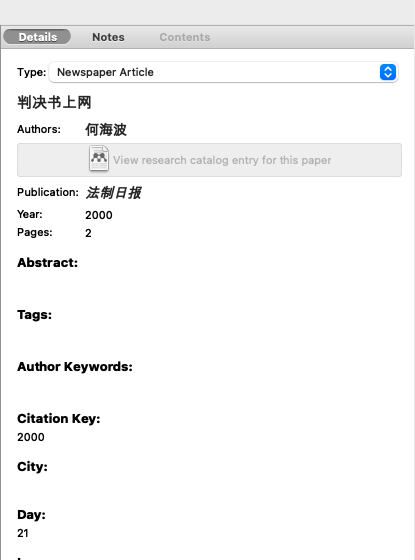 Details Notes Contents
Type: Newspaper Article
判决书上网
Authors: 何海波
View research catalog entry for this paper
Publication: 法制日报
Year: 2000
Pages: 2
Abstract:
Tags:
Author Keywords:
Citation Key:
2000
City:
Day:
21